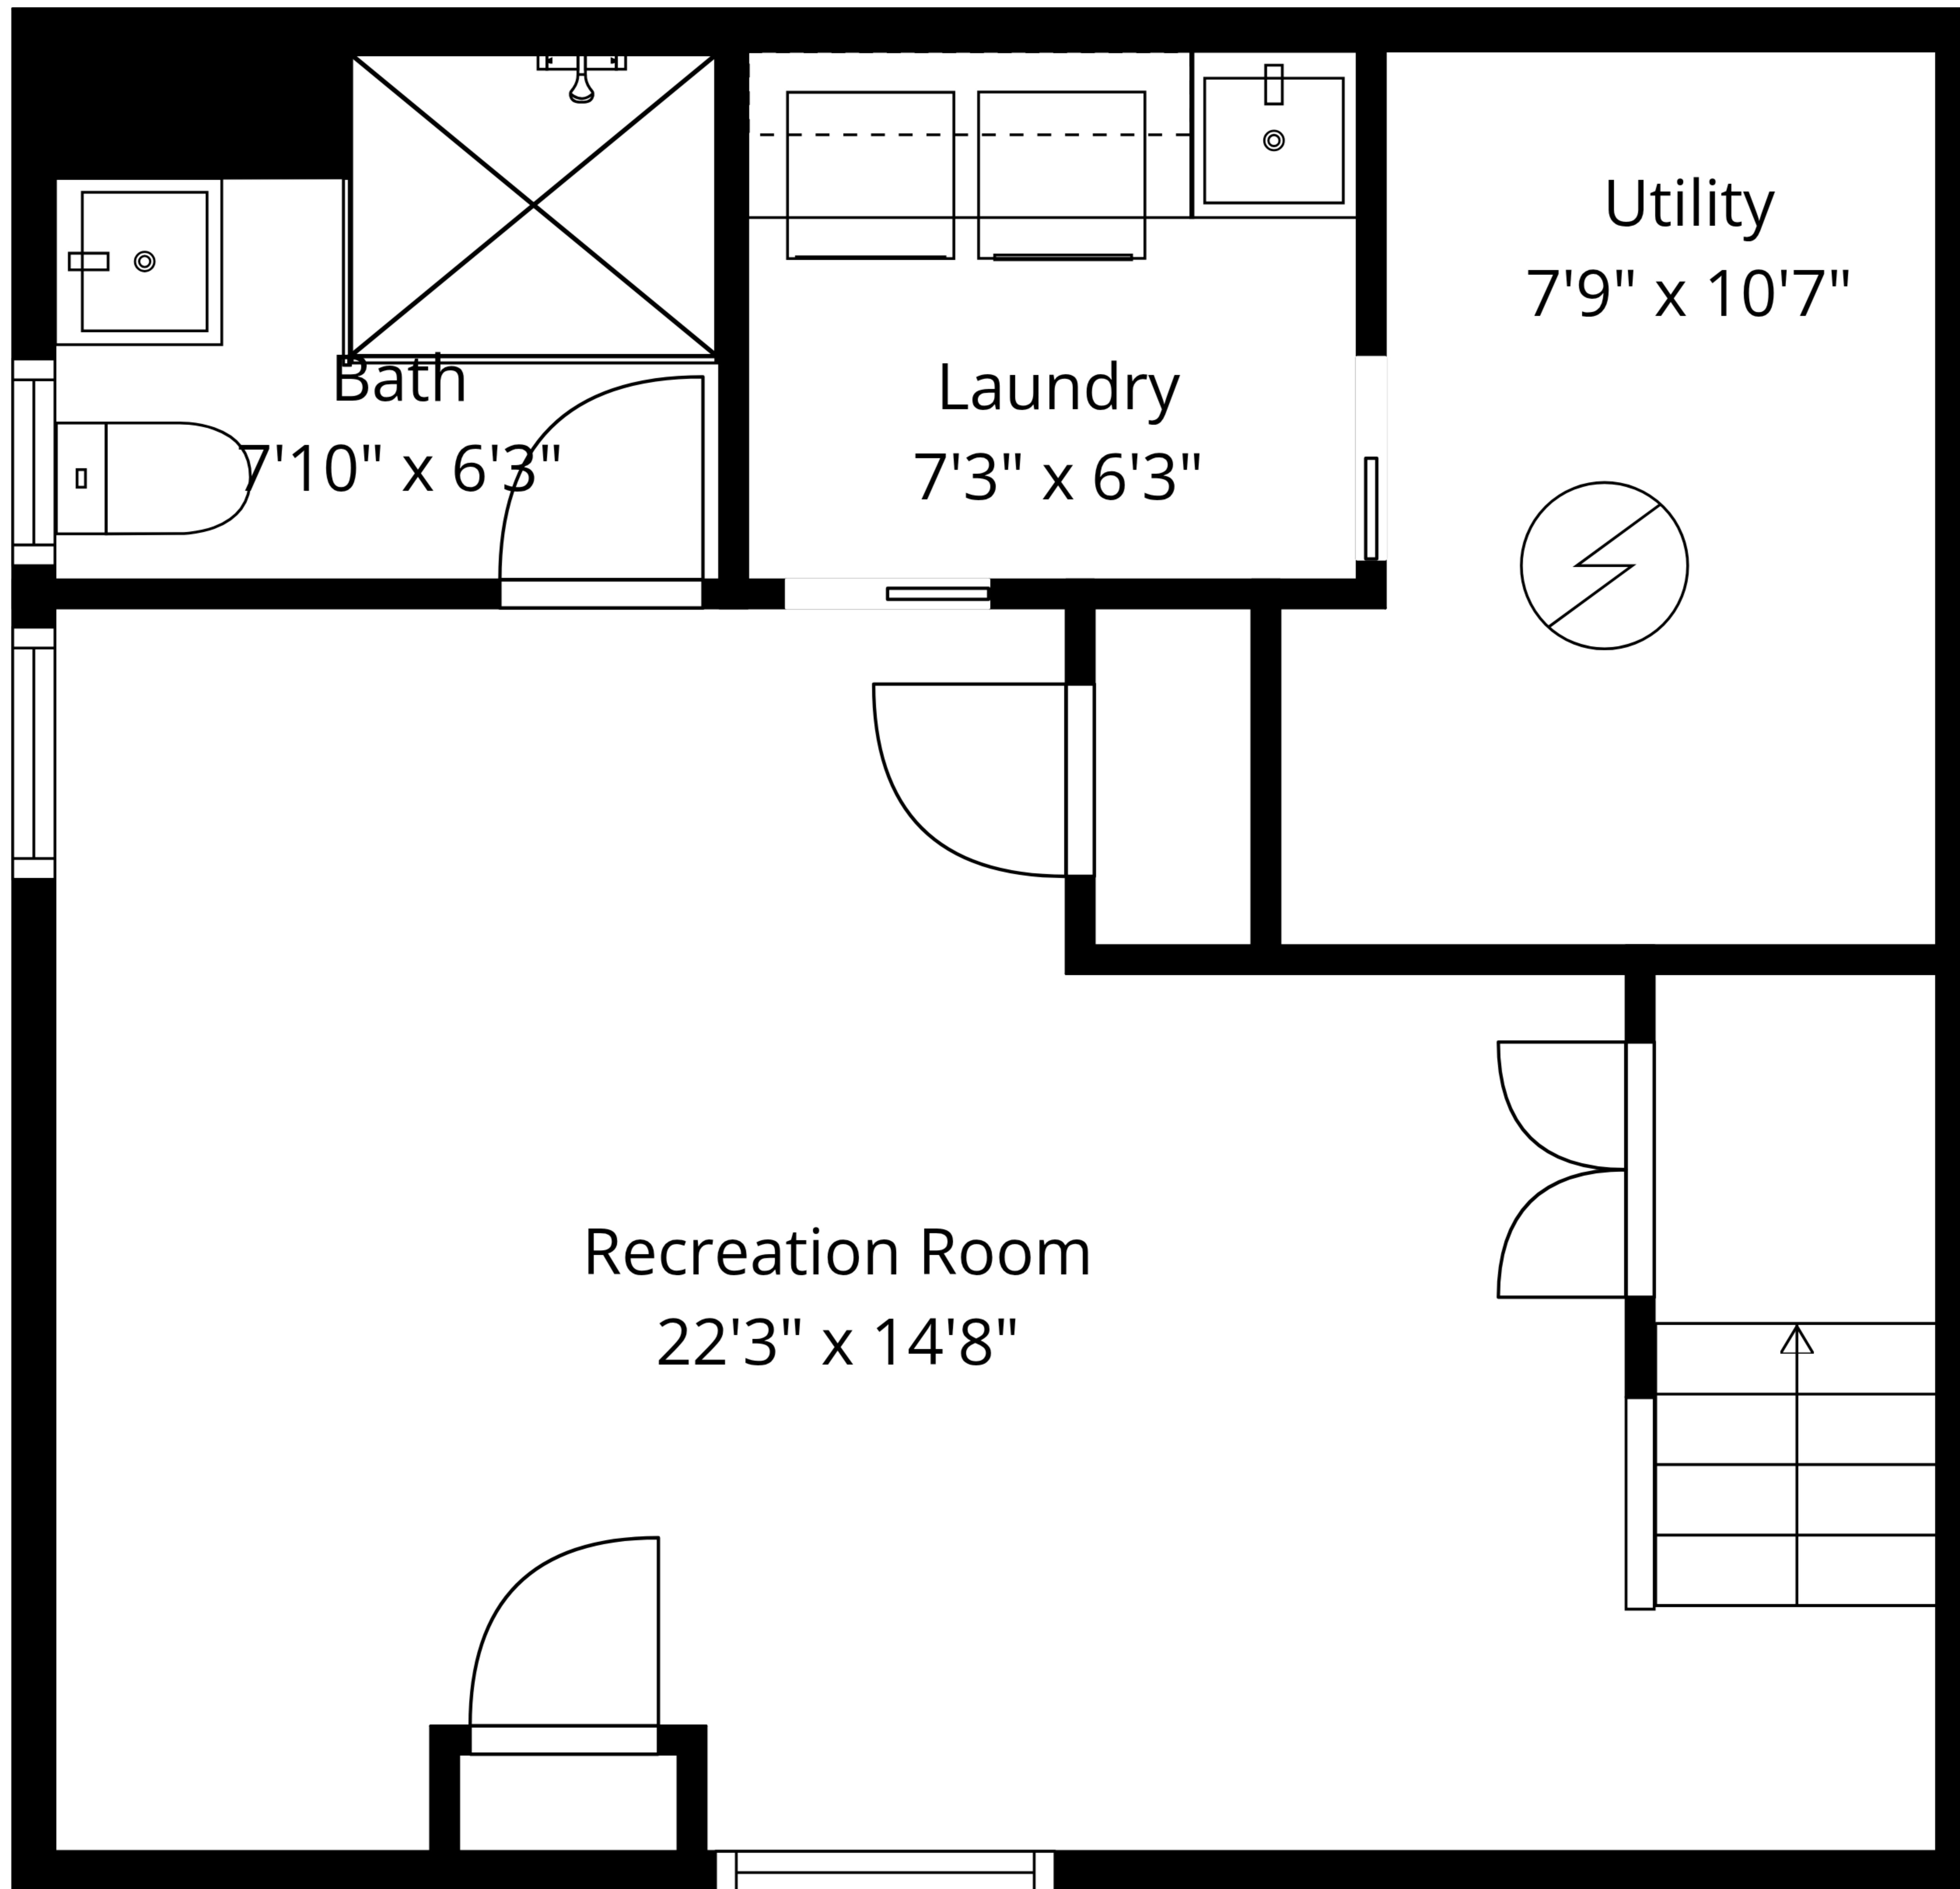 Utility
7'9" x 10'7"
Bath
7'10" x 6'3"
Laundry
7'3" x 6'3"
Recreation Room
22'3" x 14'8"